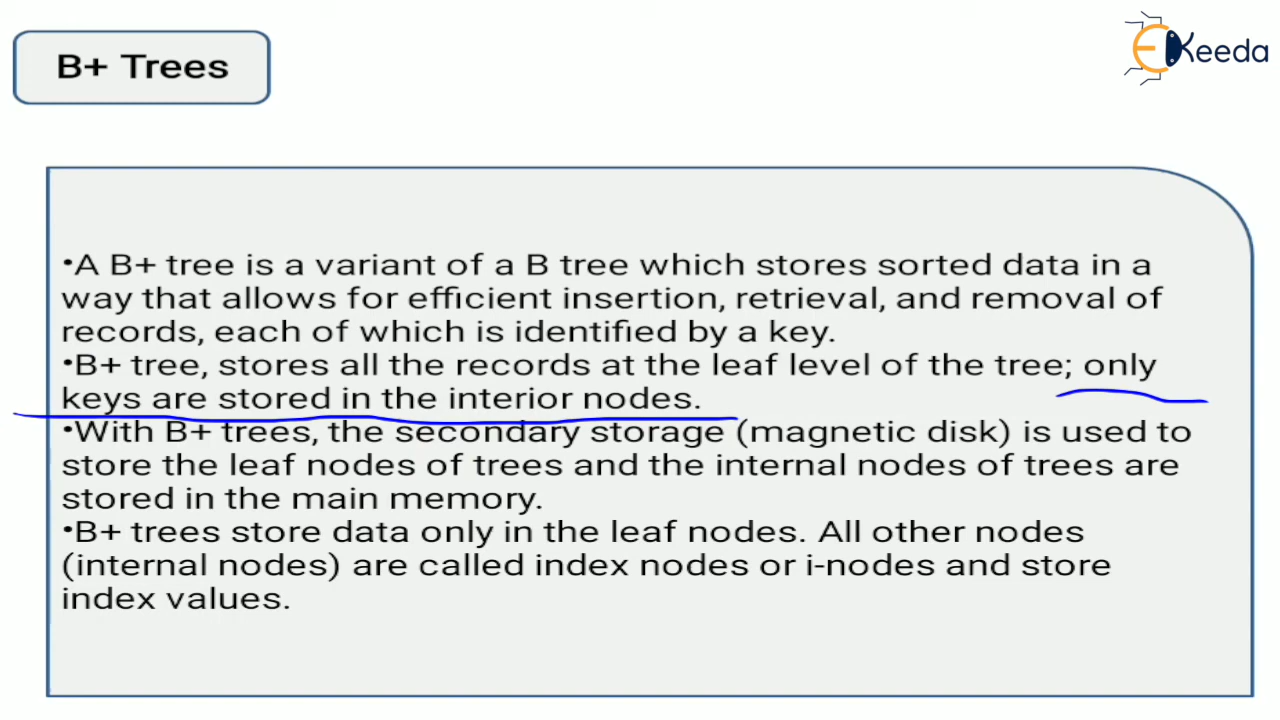 B+ Trees
EKeeda
•A B+ tree is a variant of a B tree which stores sorted data in a
way that allows for efficient insertion, retrieval, and removal of
records, each of which is identified by a key.
•B+ tree, stores all the records at the leaf level of the tree; only
keys are stored in the interior nodes.
•With B+ trees, the secondary storage (magnetic disk) is used to
store the leaf nodes of trees and the internal nodes of trees are
stored in the main memory.
•B+ trees store data only in the leaf nodes. All other nodes
(internal nodes) are called index nodes or i-nodes and store
index values.